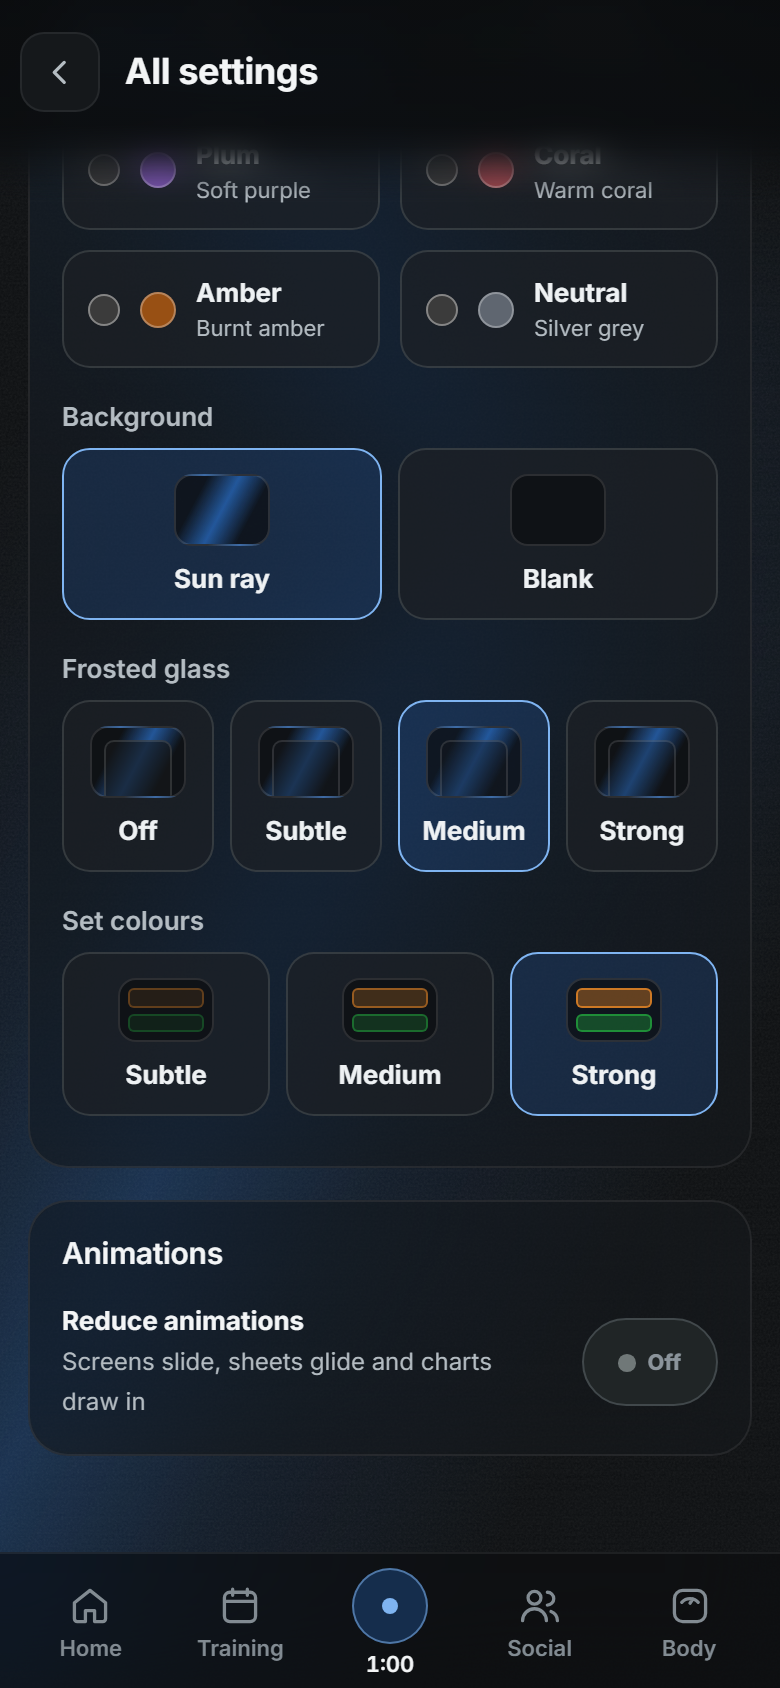 All settings
Plum
Coral
Soft purple
Warm coral
Amber
Neutral
Burnt amber
Silver grey
Background
Sun ray
Blank
Frosted glass
Off
Subtle
Medium
Strong
Set colours
Subtle
Medium
Strong
Animations
Reduce animations
Screens slide, sheets glide and charts
draw in
Off
Home
Training
1:00
Social
Body